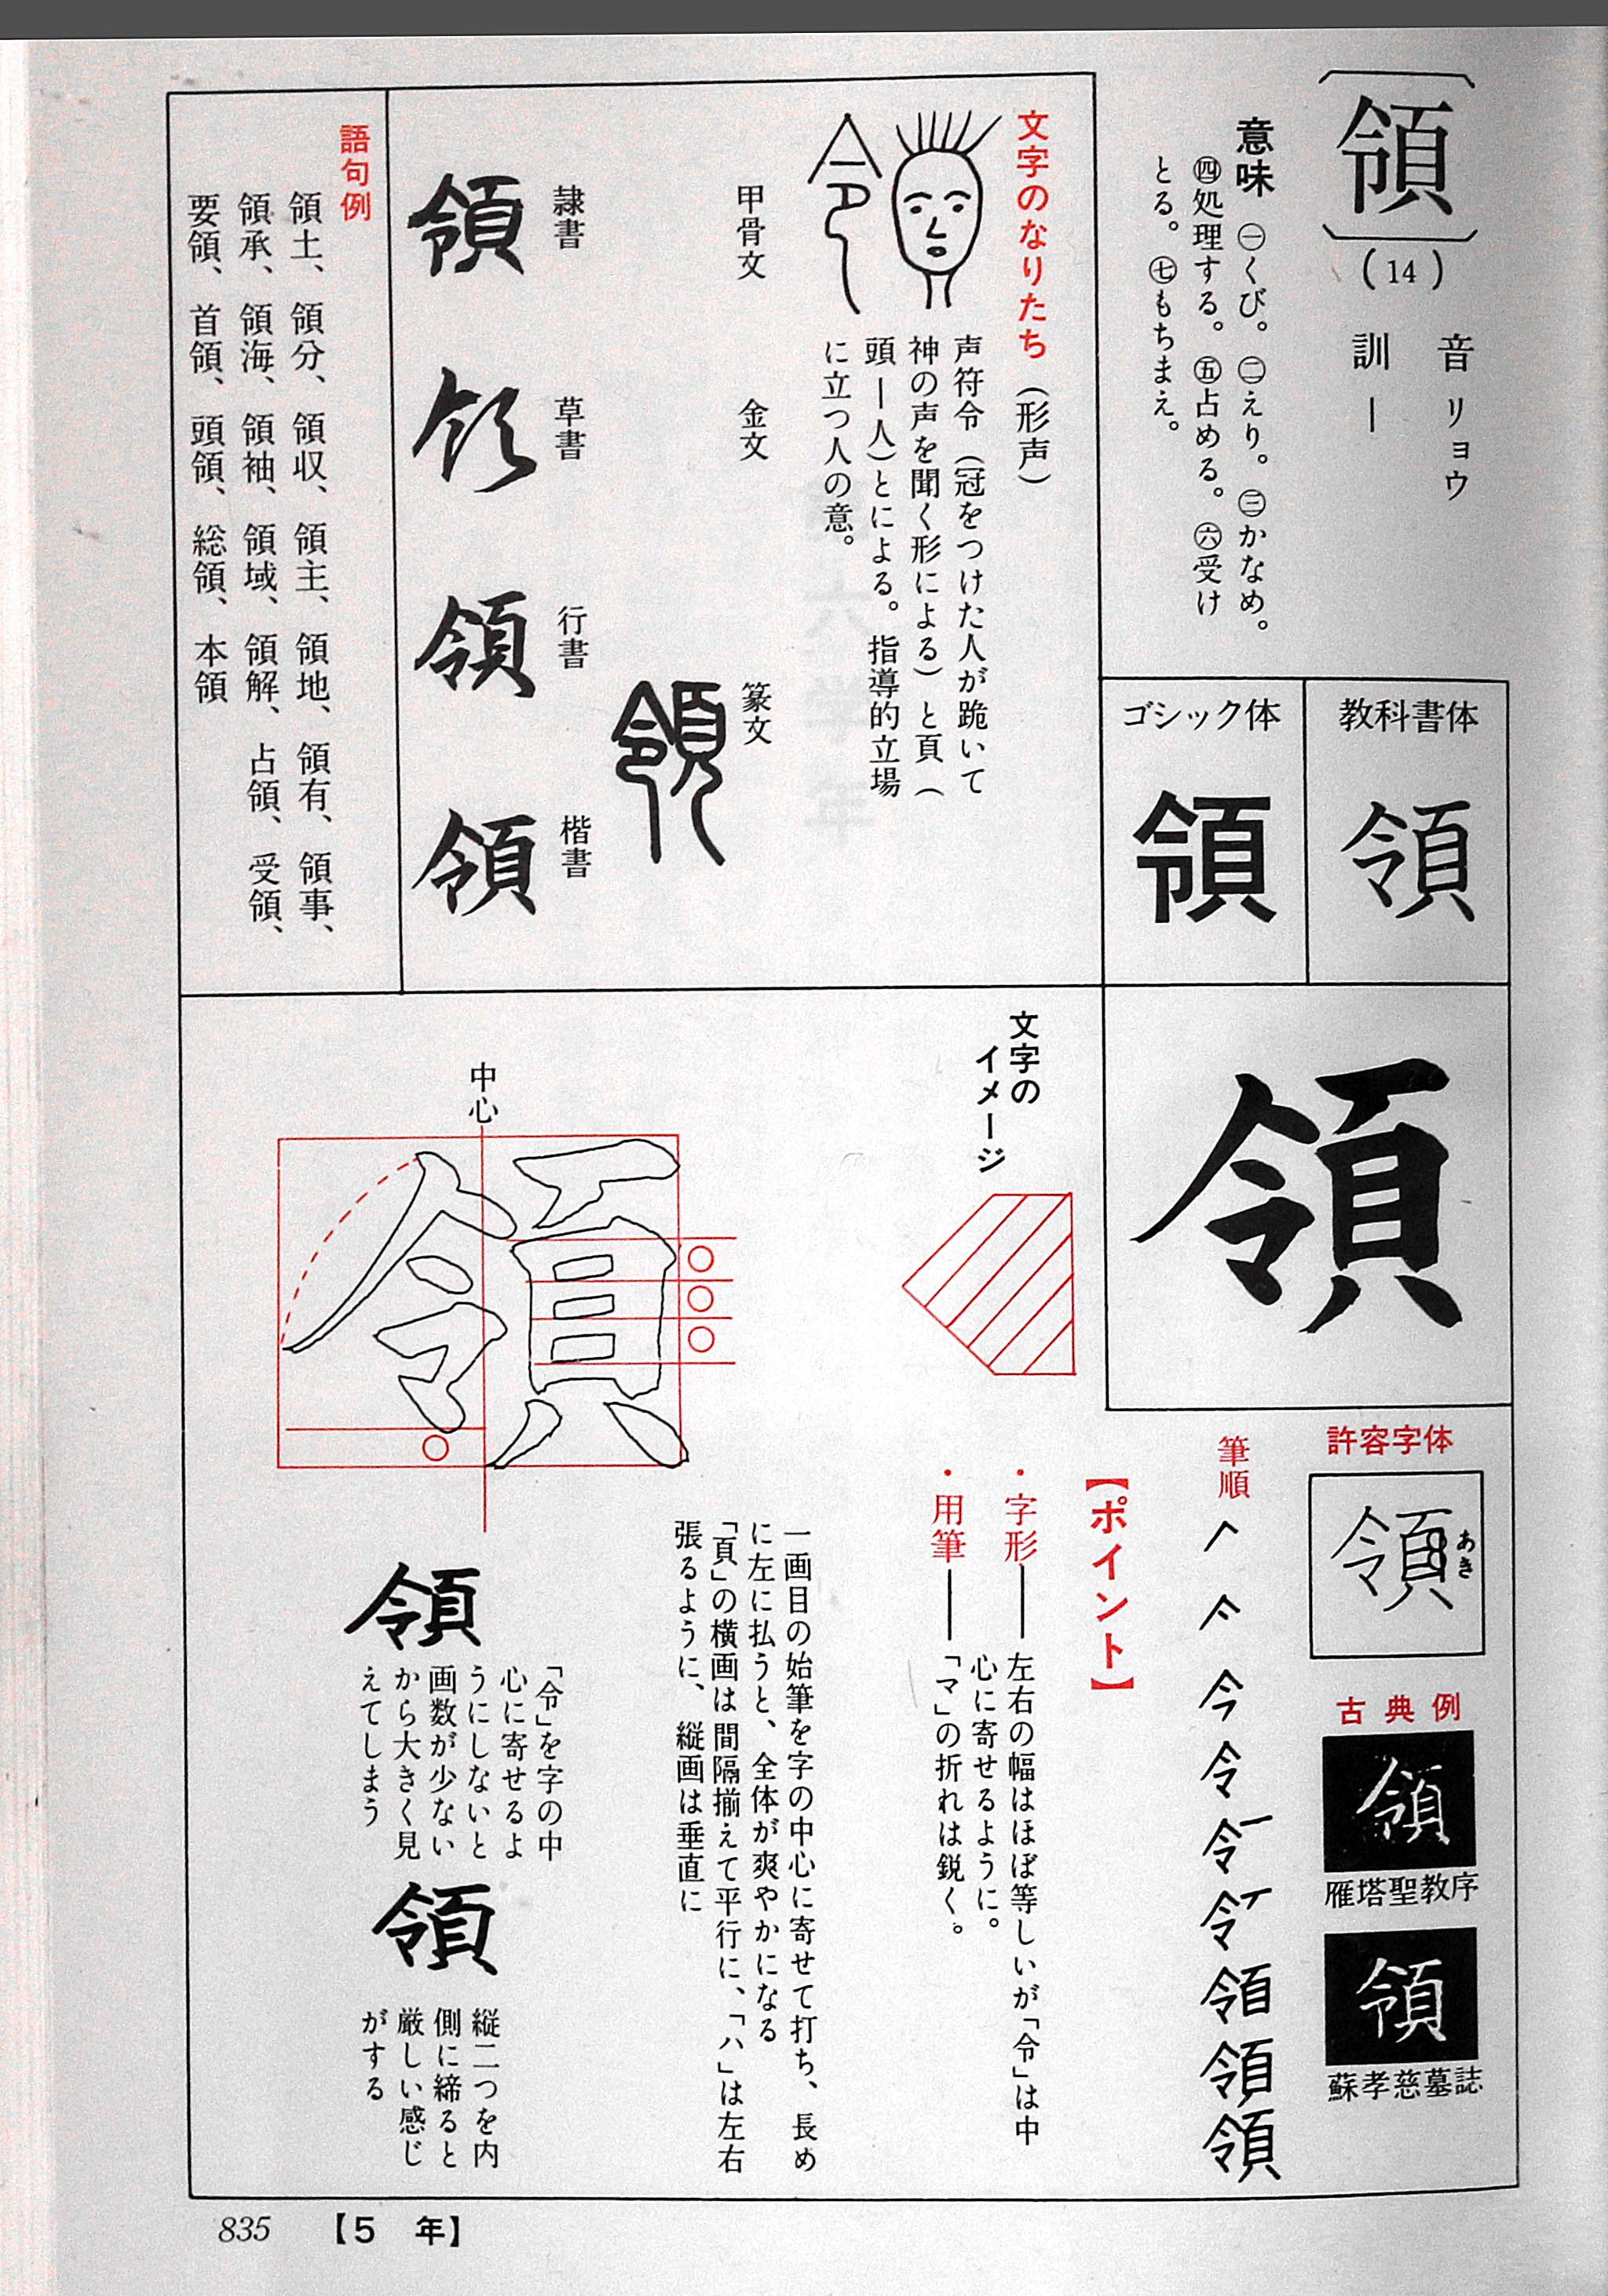 〔領〕(14)
音 リョウ
訓 ―
意味 ㊀くび。㊁えり。㊂かなめ。
㊃処理する。㊄占める。㊅受け
とる。㊆もちまえ。
教科書体
領
ゴシック体
領
文字のなりたち(形声)
声符令(冠をつけた人が跪いて
神の声を聞く形による)と頁(
頭―人)とによる。指導的立場
に立つ人の意。
甲骨文
金文
篆文
領
隷書
領
草書
領
行書
領
楷書
領
語句例
領土、領分、領収、領主、領地、領有、領事、
領承、領海、領袖、領域、領解、占領、受領、
要領、首領、頭領、総領、本領
領
許容字体
領
あき
古典例
領
雁塔聖教序
領
蘇孝慈墓誌
筆順
令
領
領
【ポイント】
・字形――左右の幅はほぼ等しいが「令」は中
心に寄せるように。
・用筆――「マ」の折れは鋭く。
文字の
イメージ
中心
領
一画目の始筆を字の中心に寄せて打ち、長め
に左に払うと、全体が爽やかになる
「頁」の横画は間隔揃えて平行に、「ハ」は左右
張るように、縦画は垂直に
領
「令」を字の中
心に寄せるよ
うにしないと
画数が少ない
から大きく見
えてしまう
領
縦二つを内
側に締ると
厳しい感じ
がする
835 【5 年】